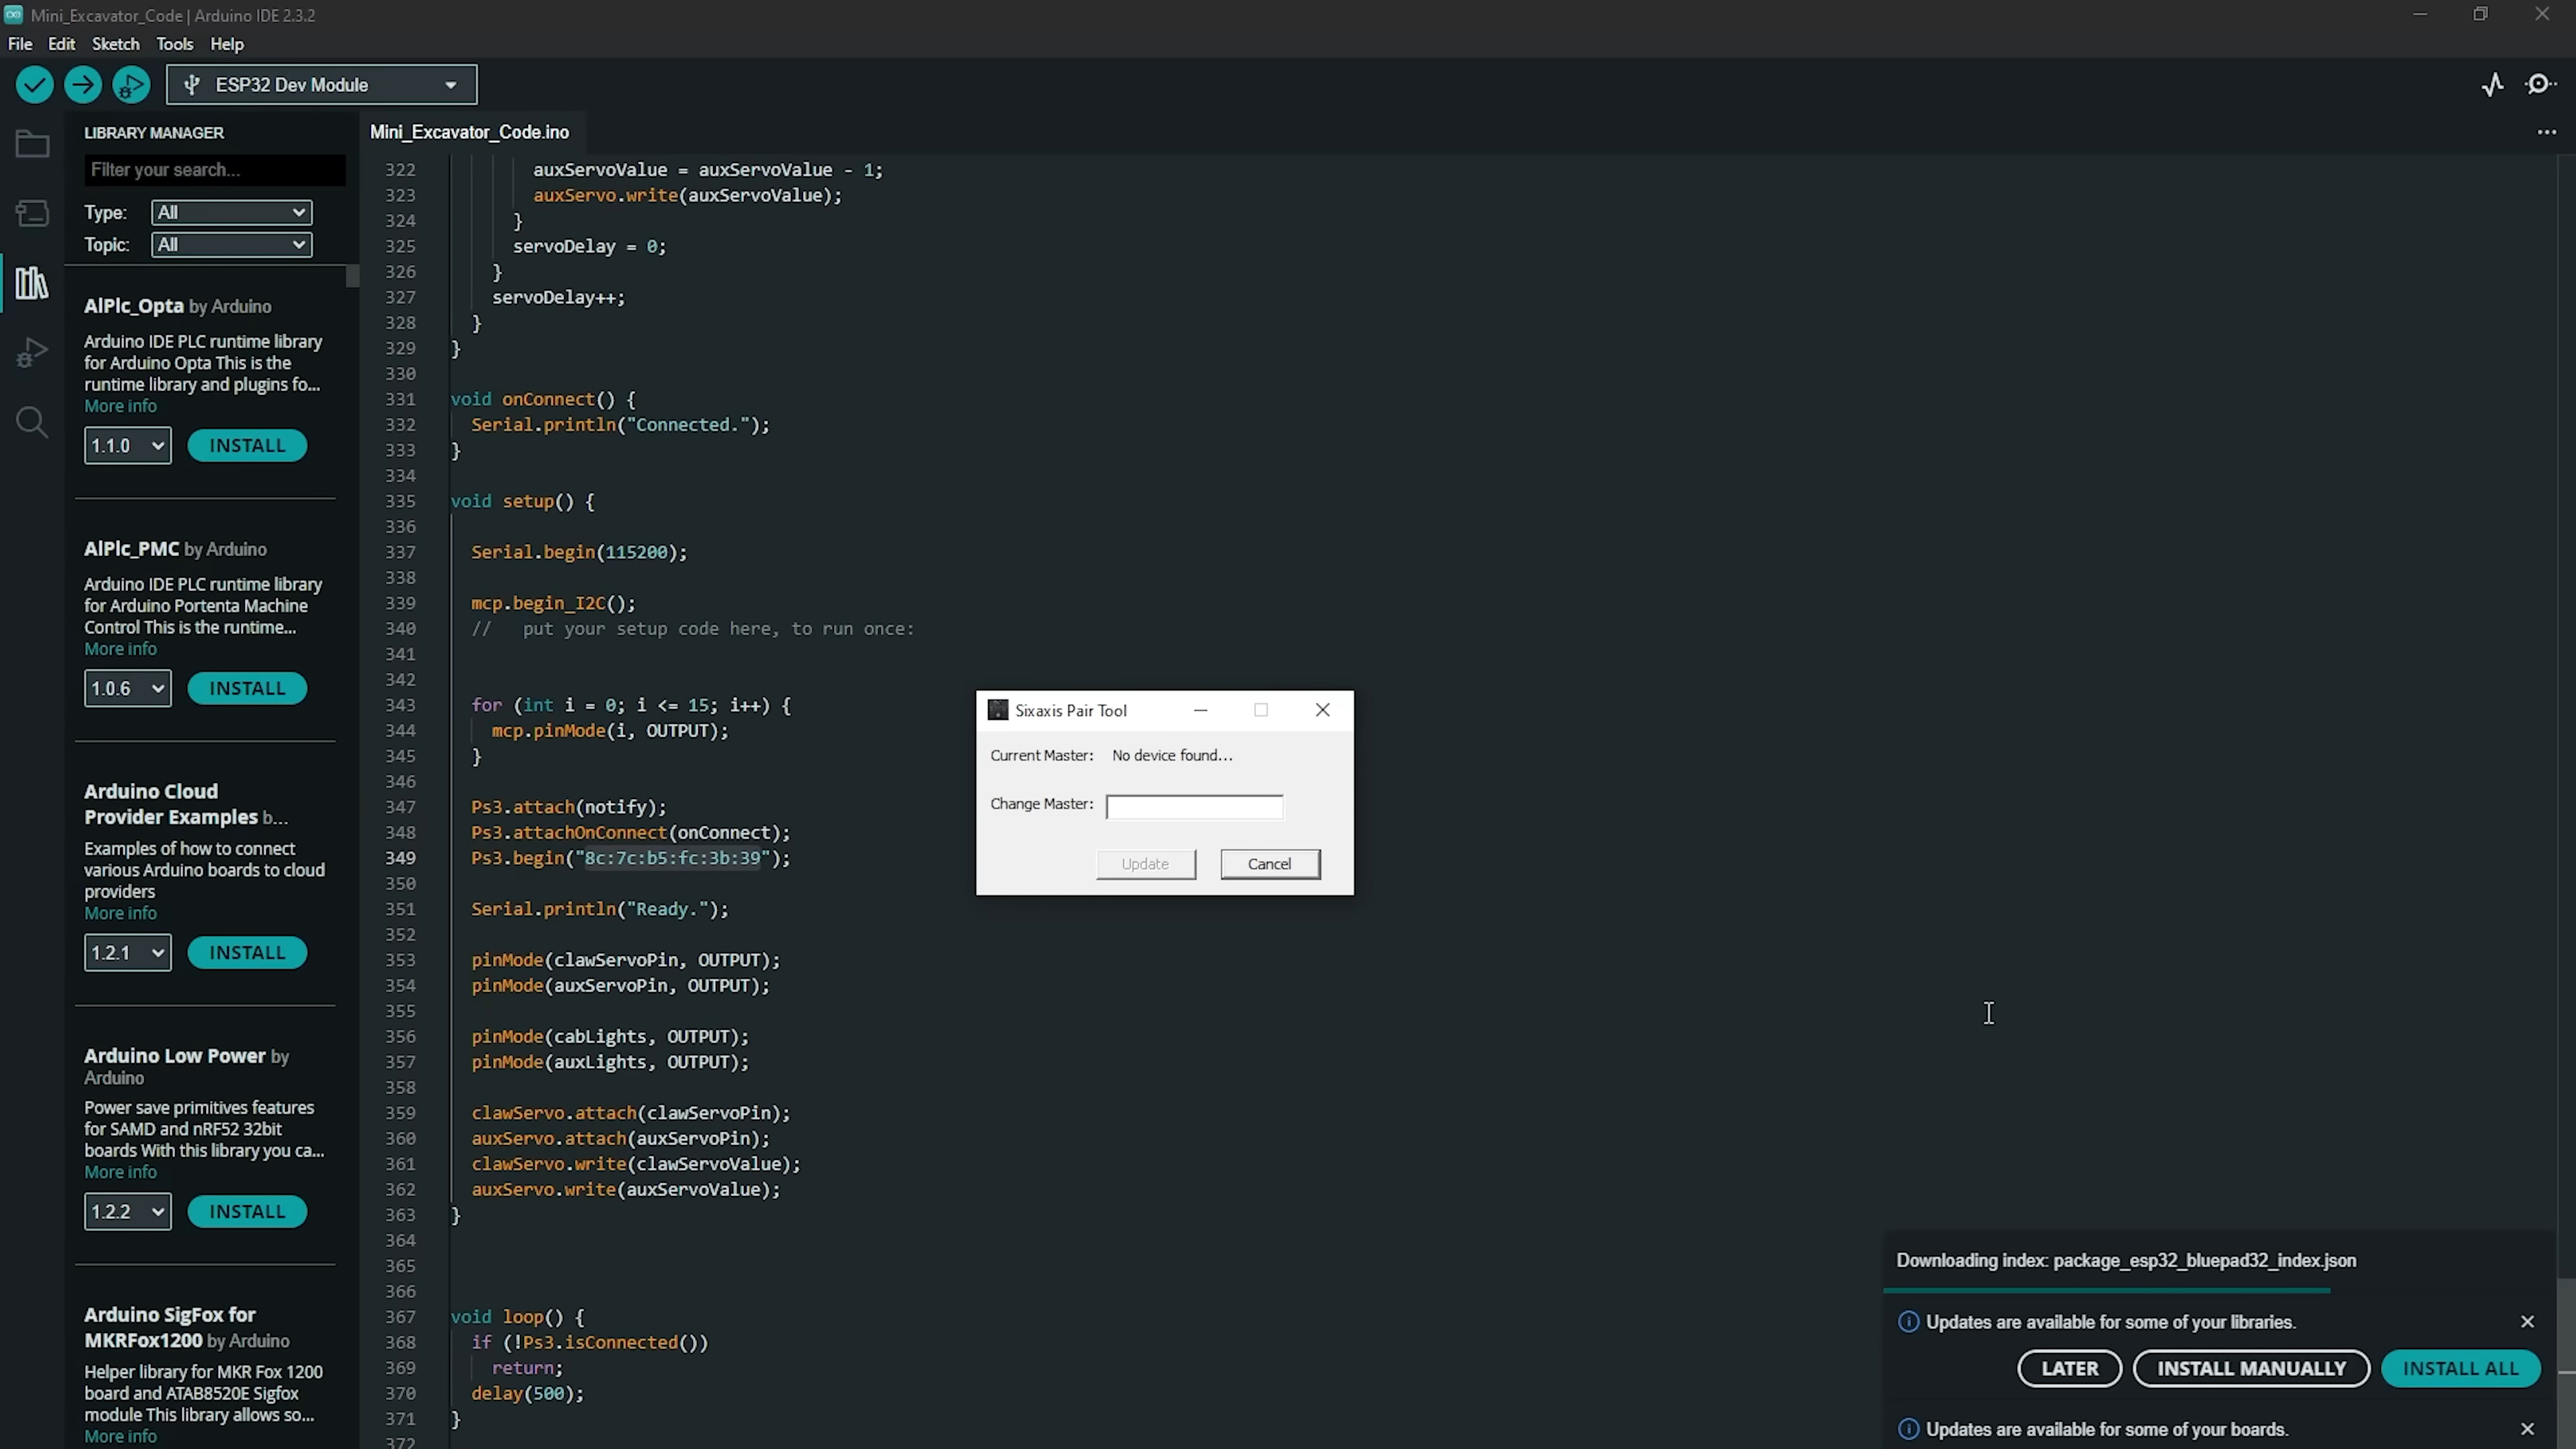 Mini_Excavator_Code | Arduino IDE 2.3.2
File Edit Sketch Tools Help
ESP32 Dev Module
LIBRARY MANAGER
Filter your search...
Type: All
Topic: All
AlPlc_Opta by Arduino
Arduino IDE PLC runtime library
for Arduino Opta This is the
runtime library and plugins fo...
More info
1.1.0 INSTALL
AlPlc_PMC by Arduino
Arduino IDE PLC runtime library
for Arduino Portenta Machine
Control This is the runtime...
More info
1.0.6 INSTALL
Arduino Cloud
Provider Examples b...
Examples of how to connect
various Arduino boards to cloud
providers
More info
1.2.1 INSTALL
Arduino Low Power by
Arduino
Power save primitives features
for SAMD and nRF52 32bit
boards With this library you ca...
More info
1.2.2 INSTALL
Arduino SigFox for
MKRFox1200 by Arduino
Helper library for MKR Fox 1200
board and ATAB8520E Sigfox
module This library allows so...
More info
Mini_Excavator_Code.ino
322 auxServoValue = auxServoValue - 1;
323 auxServo.write(auxServoValue);
324 }
325 servoDelay = 0;
326 }
327 servoDelay++;
328 }
329 }
330
331 void onConnect() {
332 Serial.println("Connected.");
333 }
334
335 void setup() {
336
337 Serial.begin(115200);
338
339 mcp.begin_I2C();
340 // put your setup code here, to run once:
341
342
343 for (int i = 0; i <= 15; i++) {
344 mcp.pinMode(i, OUTPUT);
345 }
346
347 Ps3.attach(notify);
348 Ps3.attachOnConnect(onConnect);
349 Ps3.begin("8c:7c:b5:fc:3b:39");
350
351 Serial.println("Ready.");
352
353 pinMode(clawServoPin, OUTPUT);
354 pinMode(auxServoPin, OUTPUT);
355
356 pinMode(cabLights, OUTPUT);
357 pinMode(auxLights, OUTPUT);
358
359 clawServo.attach(clawServoPin);
360 auxServo.attach(auxServoPin);
361 clawServo.write(clawServoValue);
362 auxServo.write(auxServoValue);
363 }
364
365
366
367 void loop() {
368 if (!Ps3.isConnected())
369 return;
370 delay(500);
371 }
372
Sixaxis Pair Tool
Current Master: No device found...
Change Master:
Update Cancel
Downloading index: package_esp32_bluepad32_index.json
Updates are available for some of your libraries.
LATER INSTALL MANUALLY INSTALL ALL
Updates are available for some of your boards.